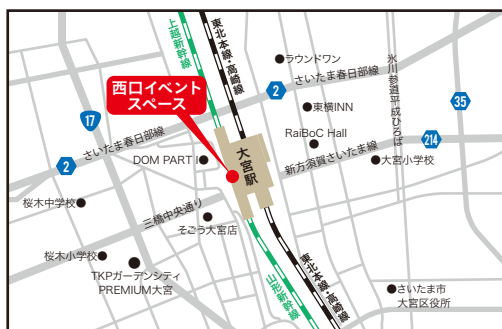 上越新幹線
東北本線・高崎線
ラウンドワン
西口イベント
スペース
さいたま春日部線
2
氷川参道平成ひろば
35
17
東横INN
さいたま春日部線
RaiBoC Hall
214
2
DOM PART I
大宮駅
新方須賀さいたま線
大宮小学校
桜木中学校
三橋中央通り
そごう大宮店
桜木小学校
TKPガーデンシティ
PREMIUM大宮
山形新幹線
東北本線・高崎線
さいたま市
大宮区役所